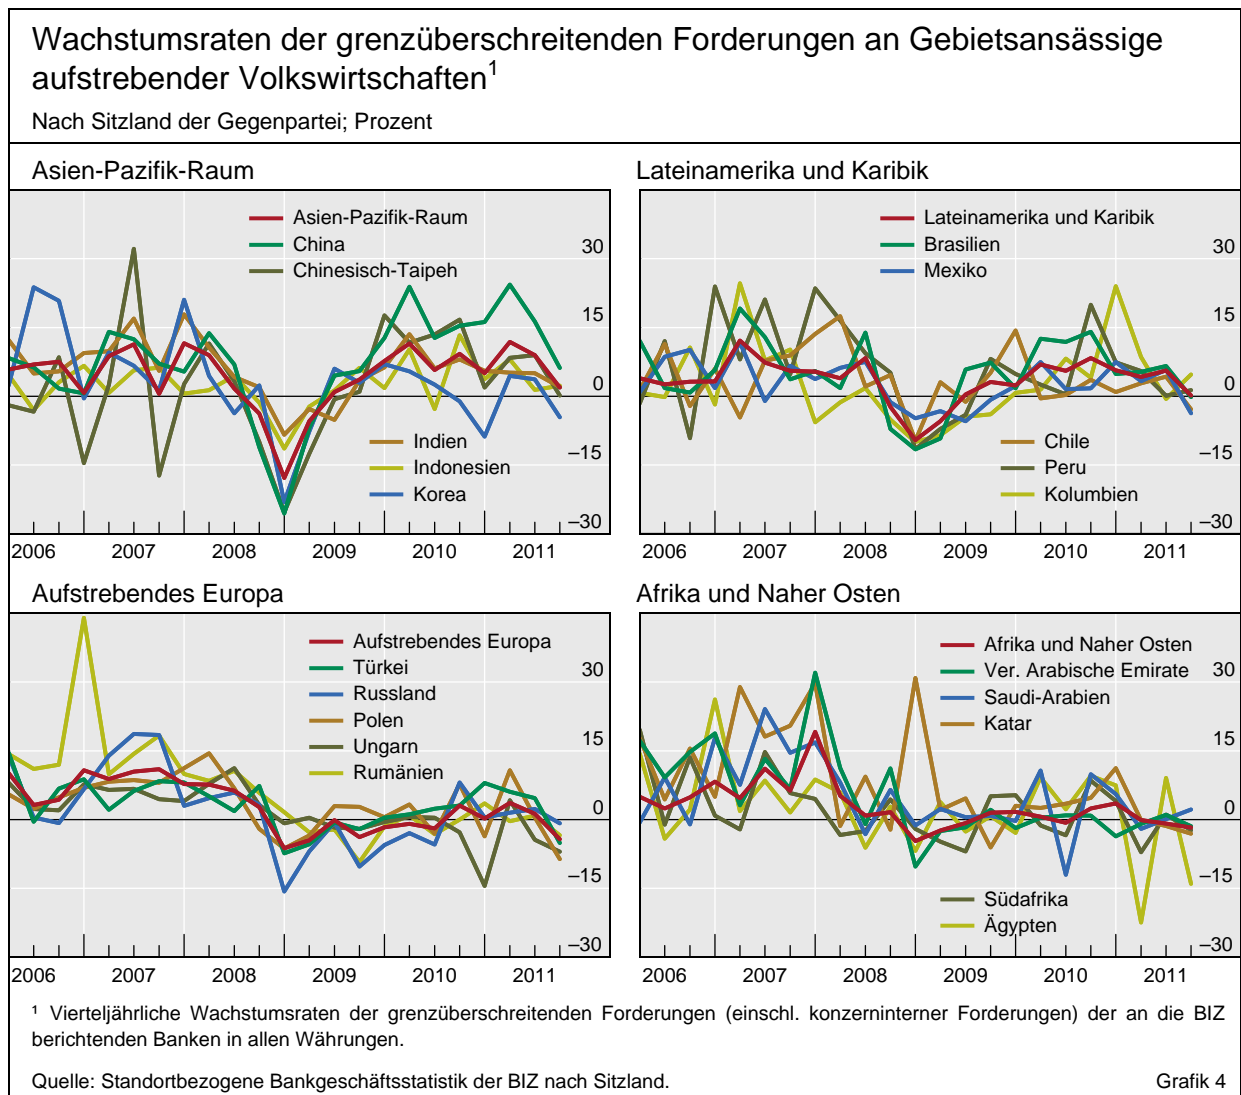 Wachstumsraten der grenzüberschreitenden Forderungen an Gebietsansässige
aufstrebender Volkswirtschaften¹
Nach Sitzland der Gegenpartei; Prozent
Asien-Pazifik-Raum
Asien-Pazifik-Raum
China
Chinesisch-Taipeh
Indien
Indonesien
Korea
30
15
0
–15
–30
2006 2007 2008 2009 2010 2011
Lateinamerika und Karibik
Lateinamerika und Karibik
Brasilien
Mexiko
Chile
Peru
Kolumbien
30
15
0
–15
–30
2006 2007 2008 2009 2010 2011
Aufstrebendes Europa
Aufstrebendes Europa
Türkei
Russland
Polen
Ungarn
Rumänien
30
15
0
–15
–30
2006 2007 2008 2009 2010 2011
Afrika und Naher Osten
Afrika und Naher Osten
Ver. Arabische Emirate
Saudi-Arabien
Katar
Südafrika
Ägypten
30
15
0
–15
–30
2006 2007 2008 2009 2010 2011
¹ Vierteljährliche Wachstumsraten der grenzüberschreitenden Forderungen (einschl. konzerninterner Forderungen) der an die BIZ
berichtenden Banken in allen Währungen.
Quelle: Standortbezogene Bankgeschäftsstatistik der BIZ nach Sitzland. Grafik 4